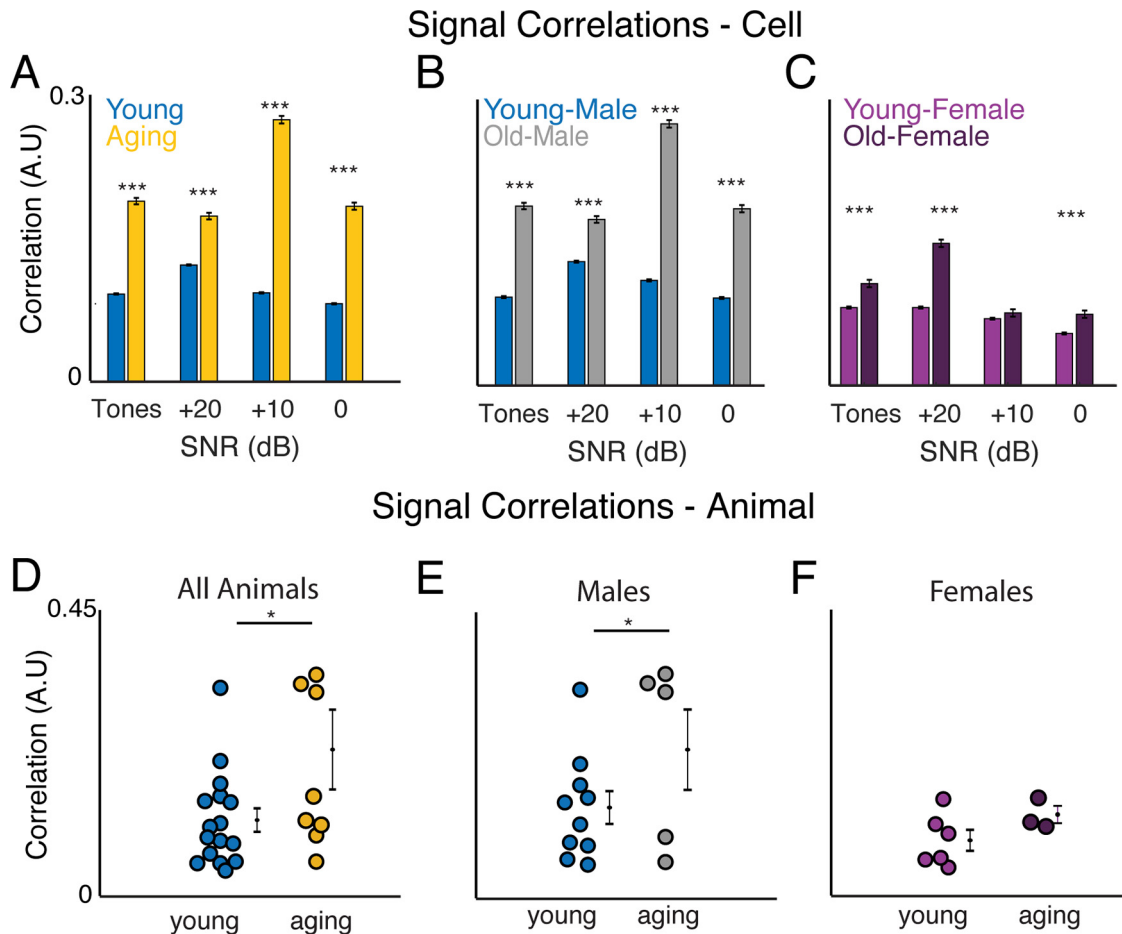 Signal Correlations - Cell
A
B
C
0.3
Young
Aging
***
***
***
***
Young-Male
Old-Male
***
***
***
***
Young-Female
Old-Female
***
***
***
Correlation (A.U)
0
Tones +20 +10 0
SNR (dB)
Tones +20 +10 0
SNR (dB)
Tones +20 +10 0
SNR (dB)
Signal Correlations - Animal
D
All Animals
E
Males
F
Females
0.45
*
*
Correlation (A.U)
0
young aging
young aging
young aging